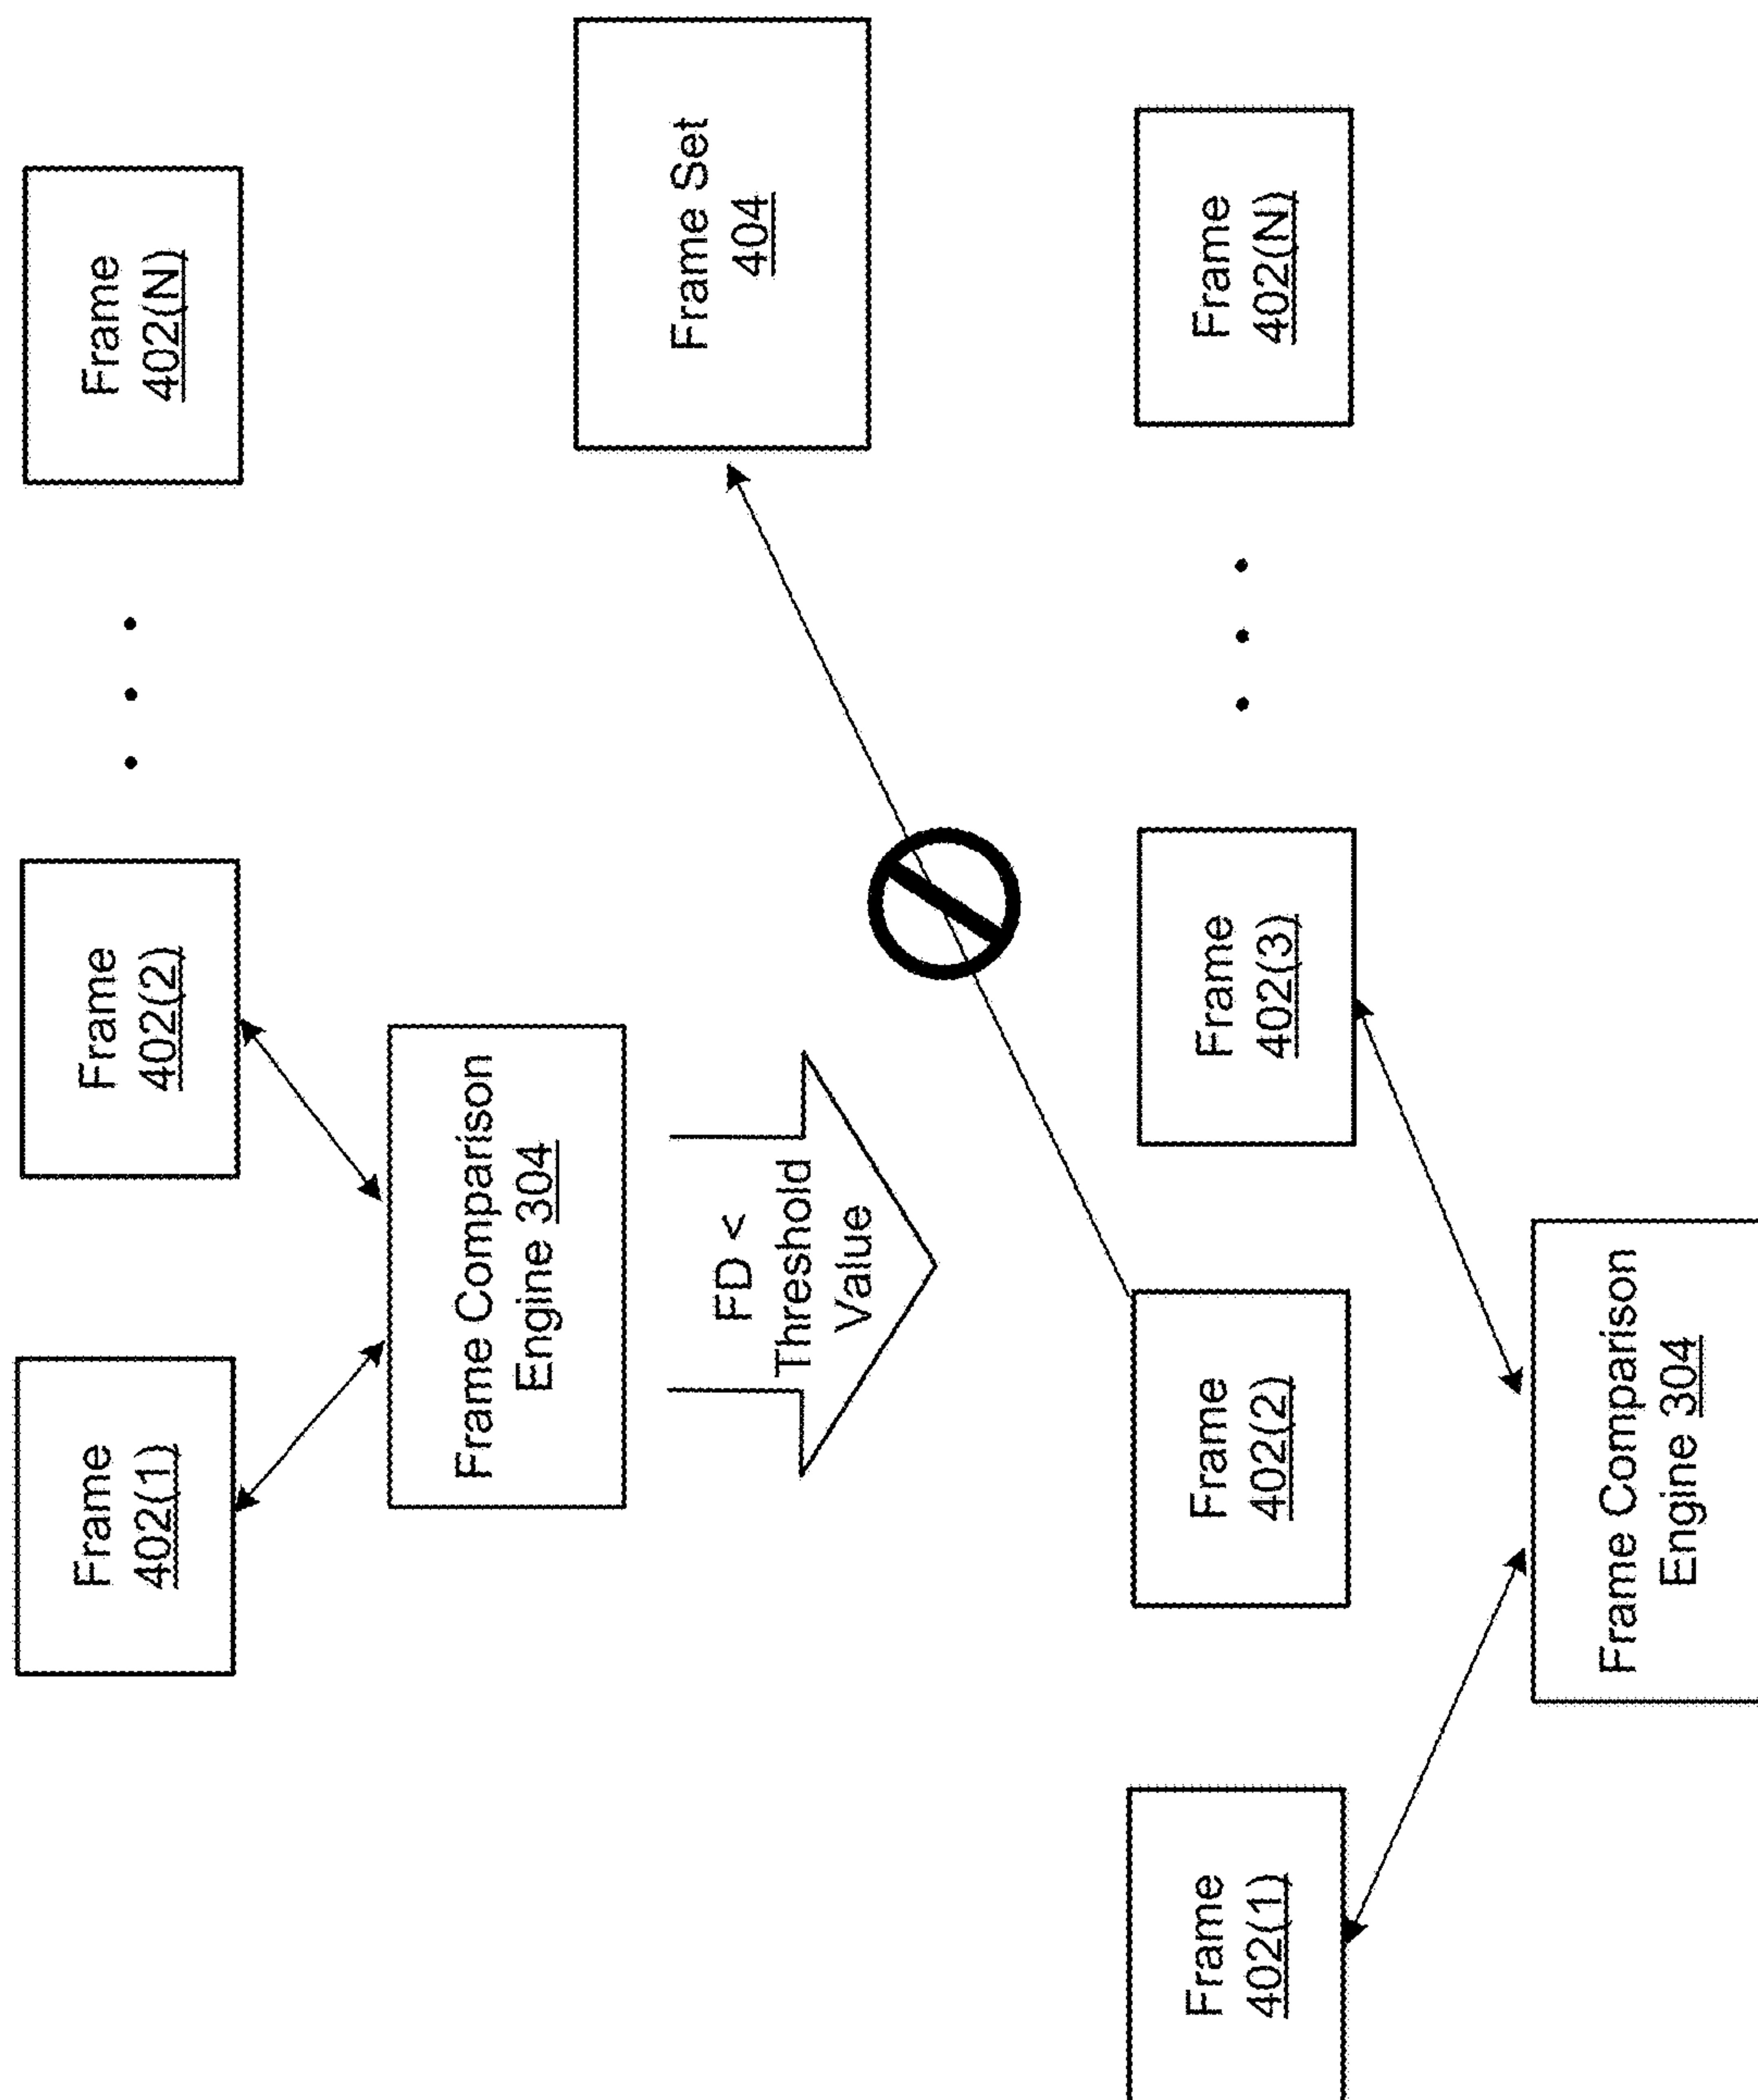 Frame
402(1)
Frame
402(2)
Frame
402(N)
Frame Comparison
Engine 304
FD <
Threshold
Value
Frame Set
404
Frame
402(1)
Frame
402(2)
Frame
402(3)
Frame
402(N)
Frame Comparison
Engine 304